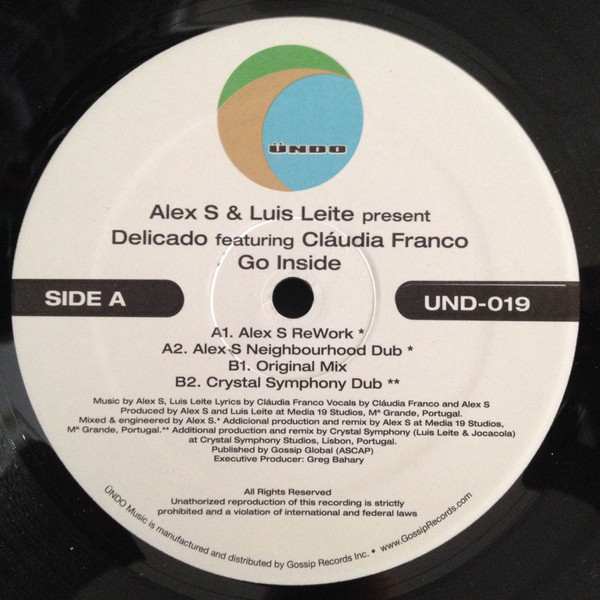 ÜNDO
Alex S & Luis Leite present
Delicado featuring Cláudia Franco
Go Inside
SIDE A
UND-019
A1. Alex S ReWork *
A2. Alex S Neighbourhood Dub *
B1. Original Mix
B2. Crystal Symphony Dub **
Music by Alex S, Luis Leite Lyrics by Cláudia Franco Vocals by Cláudia Franco and Alex S
Produced by Alex S and Luis Leite at Media 19 Studios, Mª Grande, Portugal.
Mixed & engineered by Alex S.* Addicional production and remix by Alex S at Media 19 Studios,
Mª Grande, Portugal.** Additional production and remix by Crystal Symphony (Luis Leite & Jocacola)
at Crystal Symphony Studios, Lisbon, Portugal.
Published by Gossip Global (ASCAP)
Executive Producer: Greg Bahary
All Rights Reserved
Unathorized reproduction of this recording is strictly
prohibited and a violation of international and federal laws
ÜNDO Music is manufactured and distributed by Gossip Records Inc. • www.GossipRecords.com